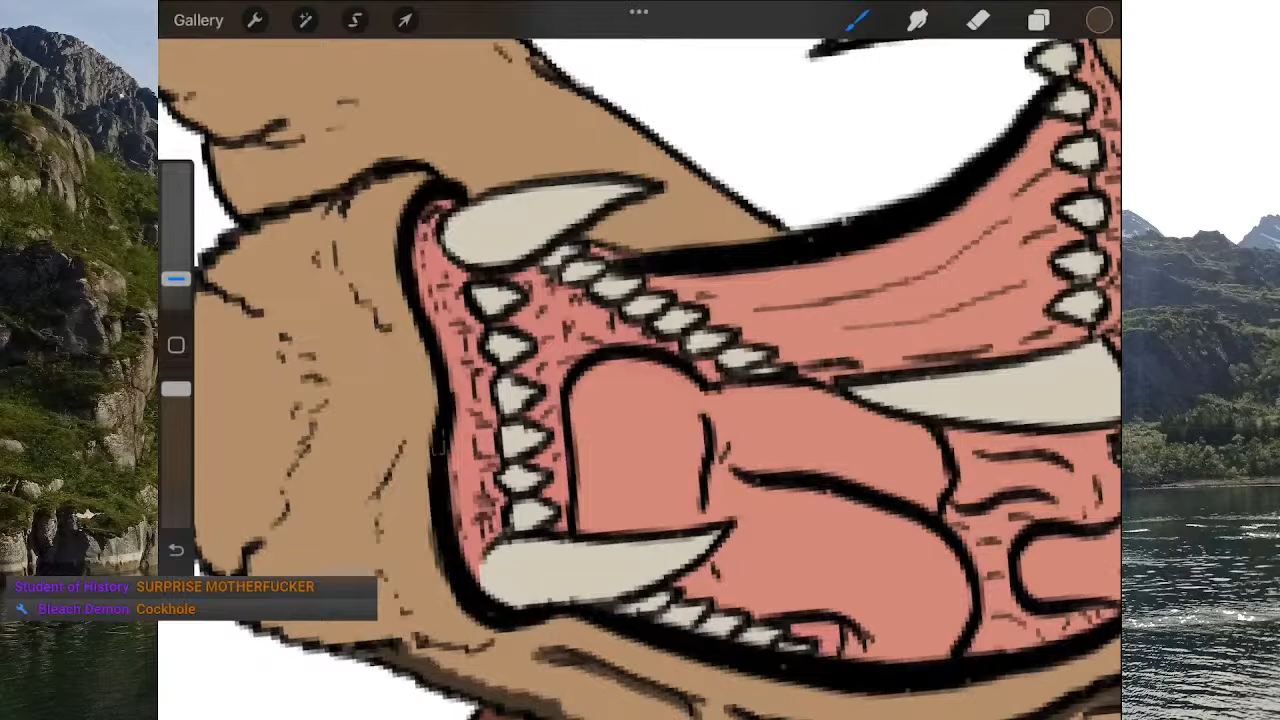 Gallery
Student of History SURPRISE MOTHERFUCKER
Bleach Demon Cockhole